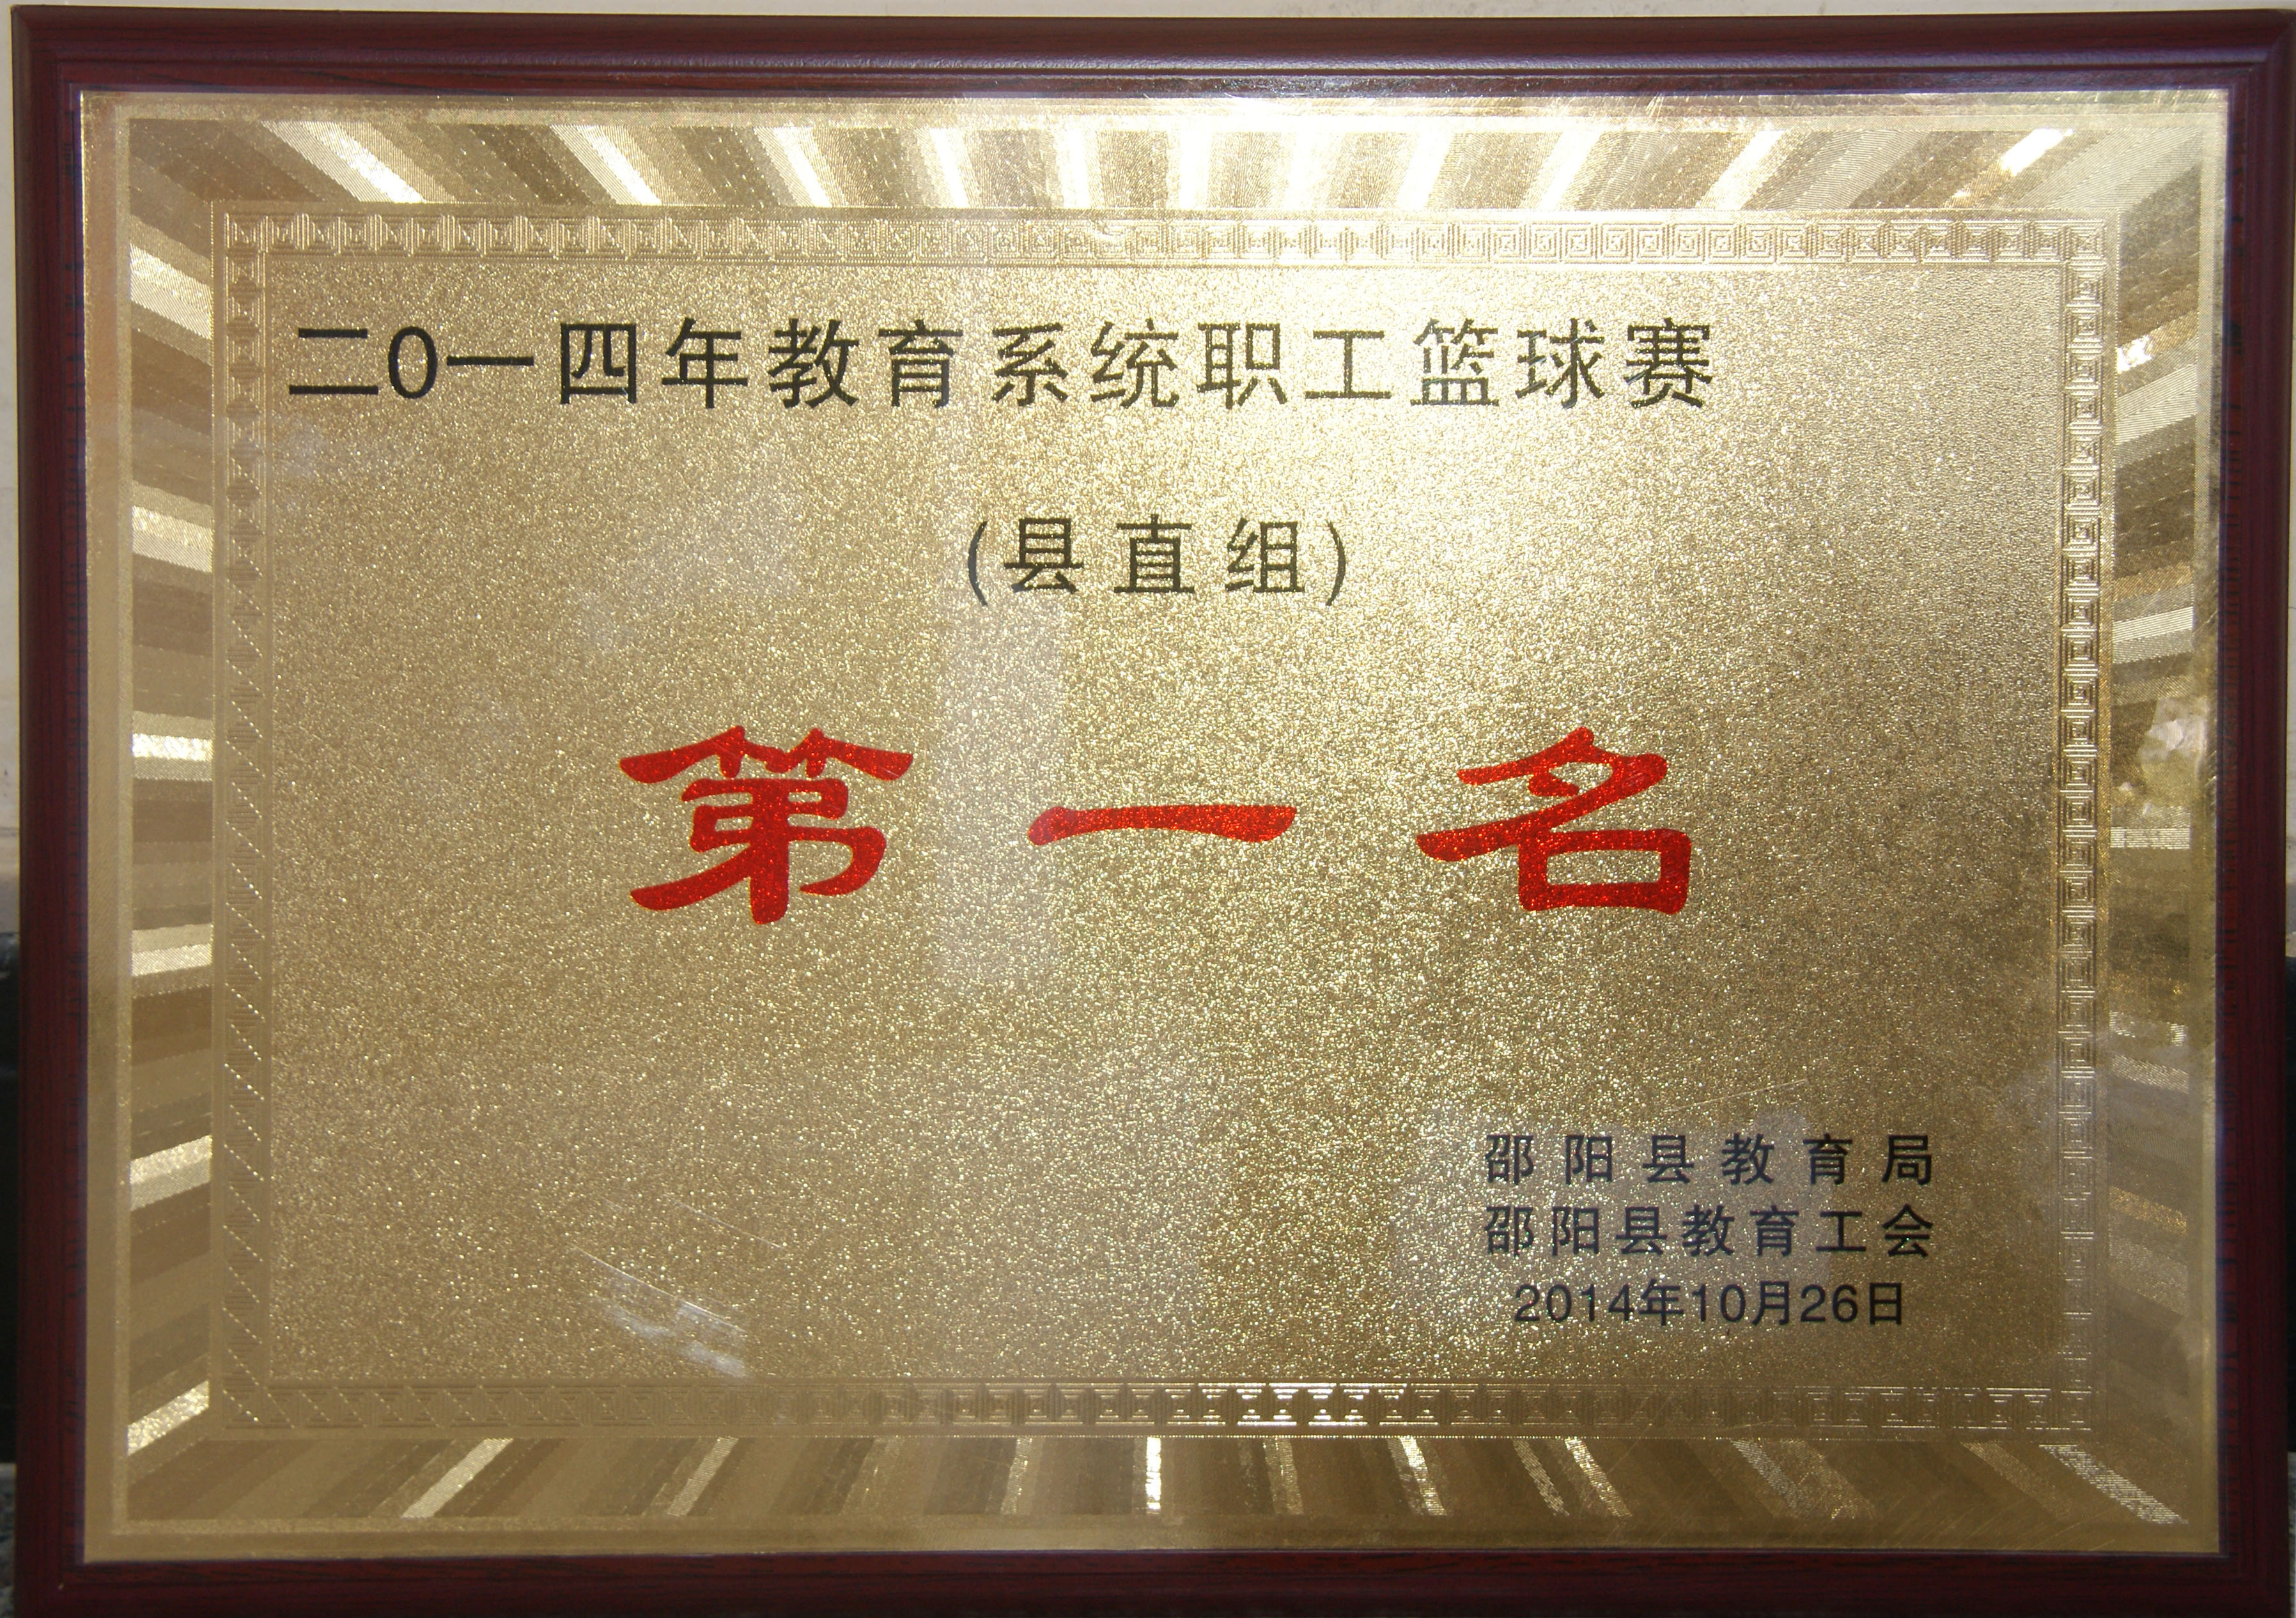 二0一四年教育系统职工篮球赛
(县直组)
第一名
邵阳县教育局
邵阳县教育工会
2014年10月26日